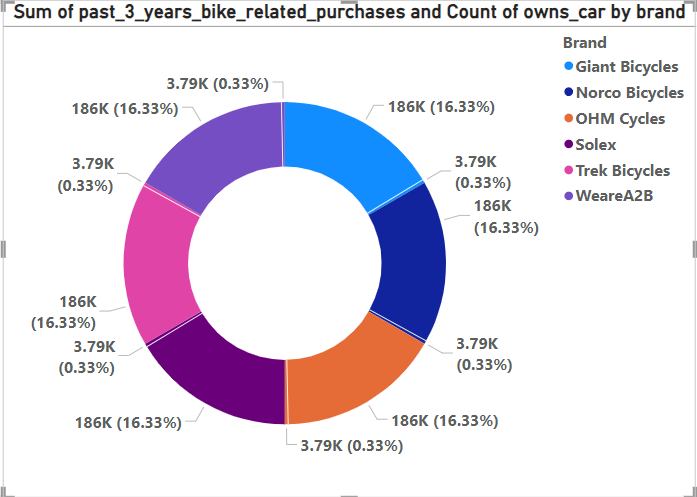 Sum of past_3_years_bike_related_purchases and Count of owns_car by brand
Brand
Giant Bicycles
Norco Bicycles
OHM Cycles
Solex
Trek Bicycles
WeareA2B
3.79K (0.33%)
186K (16.33%)
186K (16.33%)
3.79K
(0.33%)
3.79K
(0.33%)
186K
(16.33%)
186K
(16.33%)
3.79K
(0.33%)
3.79K
(0.33%)
186K (16.33%)
186K (16.33%)
3.79K (0.33%)